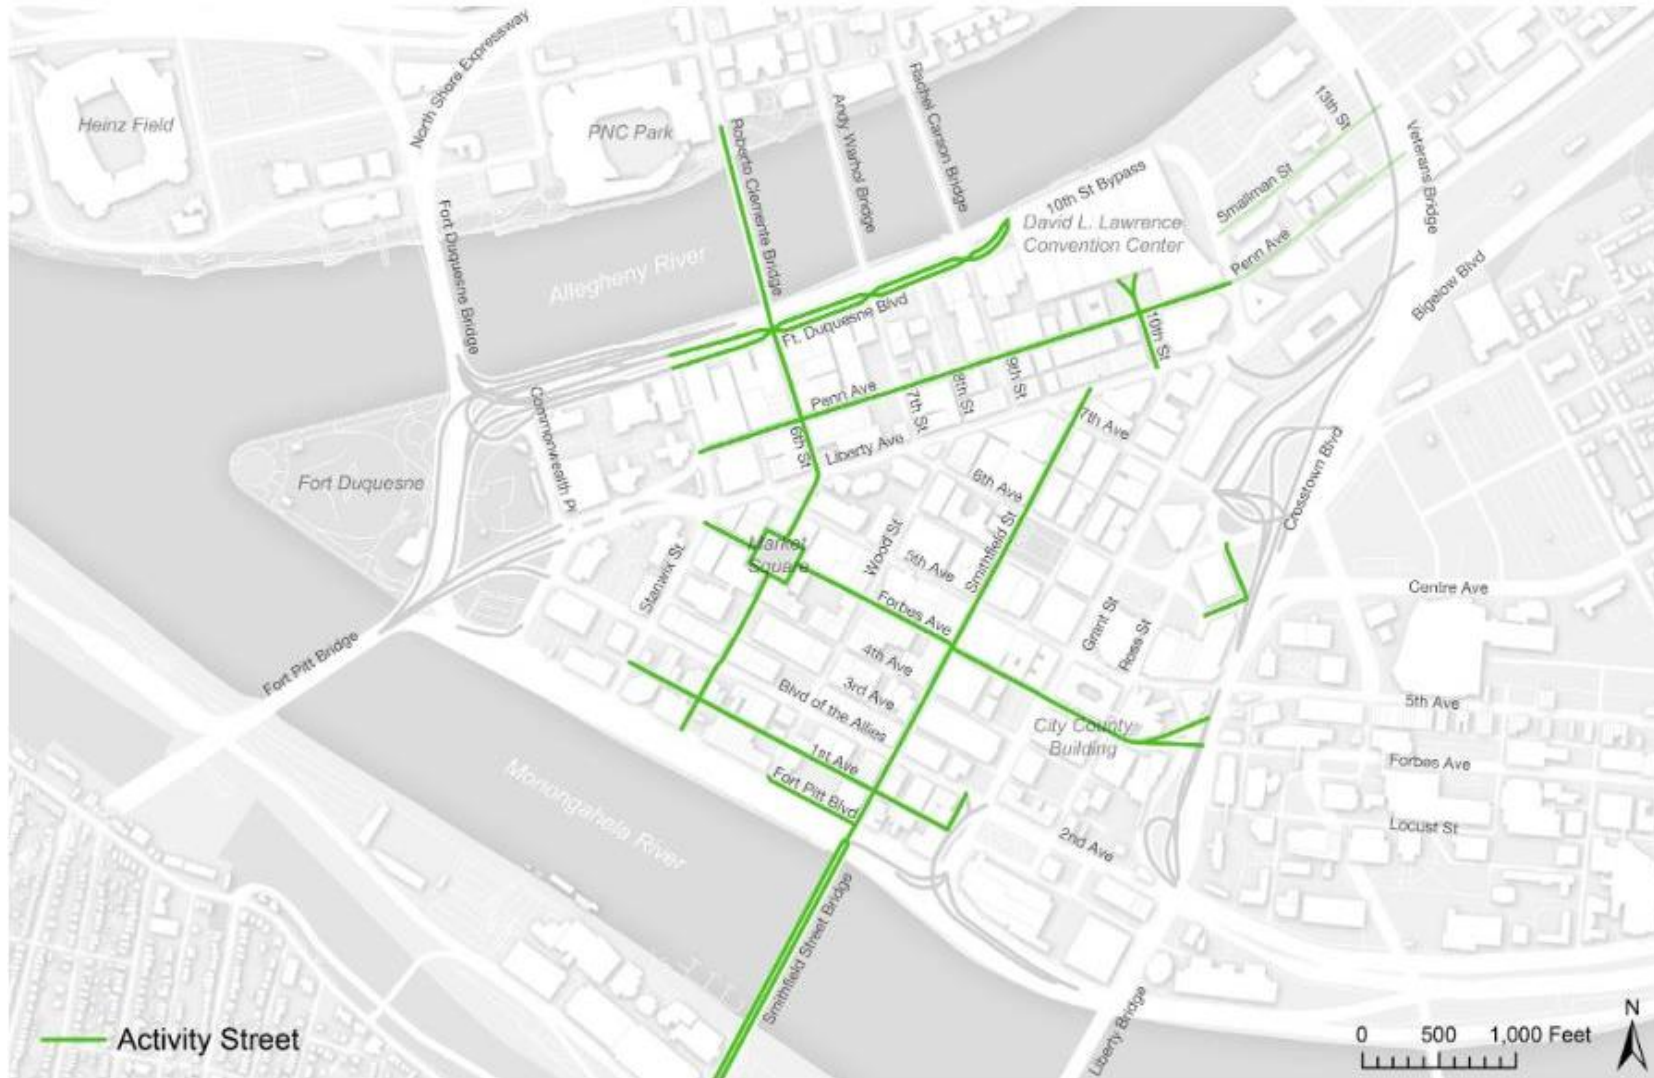 Heinz Field
North Shore Expressway
PNC Park
Roberto Clemente Bridge
Andy Warhol Bridge
Rachel Carson Bridge
10th St Bypass
David L. Lawrence
Convention Center
13th St
Smallman St
Penn Ave
Veterans Bridge
Bigelow Blvd
Fort Duquesne Bridge
Allegheny River
Ft. Duquesne Blvd
10th St
9th St
8th St
7th St
Penn Ave
6th St
Liberty Ave
7th Ave
Commonwealth Pl
Fort Duquesne
Crosstown Blvd
6th Ave
Smithfield St
Wood St
5th Ave
Market
Square
Stanwix St
Forbes Ave
Grant St
Ross St
Centre Ave
Fort Pitt Bridge
4th Ave
3rd Ave
Blvd of the Allies
1st Ave
Fort Pitt Blvd
City County
Building
5th Ave
Forbes Ave
Locust St
2nd Ave
Monongahela River
Smithfield Street Bridge
Liberty Bridge
Activity Street
N
0 500 1,000 Feet